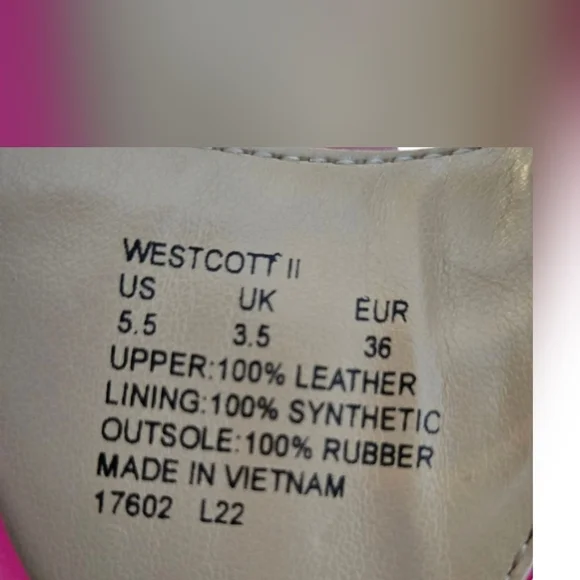 WESTCOTT II
US UK EUR
5.5 3.5 36
UPPER:100% LEATHER
LINING:100% SYNTHETIC
OUTSOLE:100% RUBBER
MADE IN VIETNAM
17602 L22